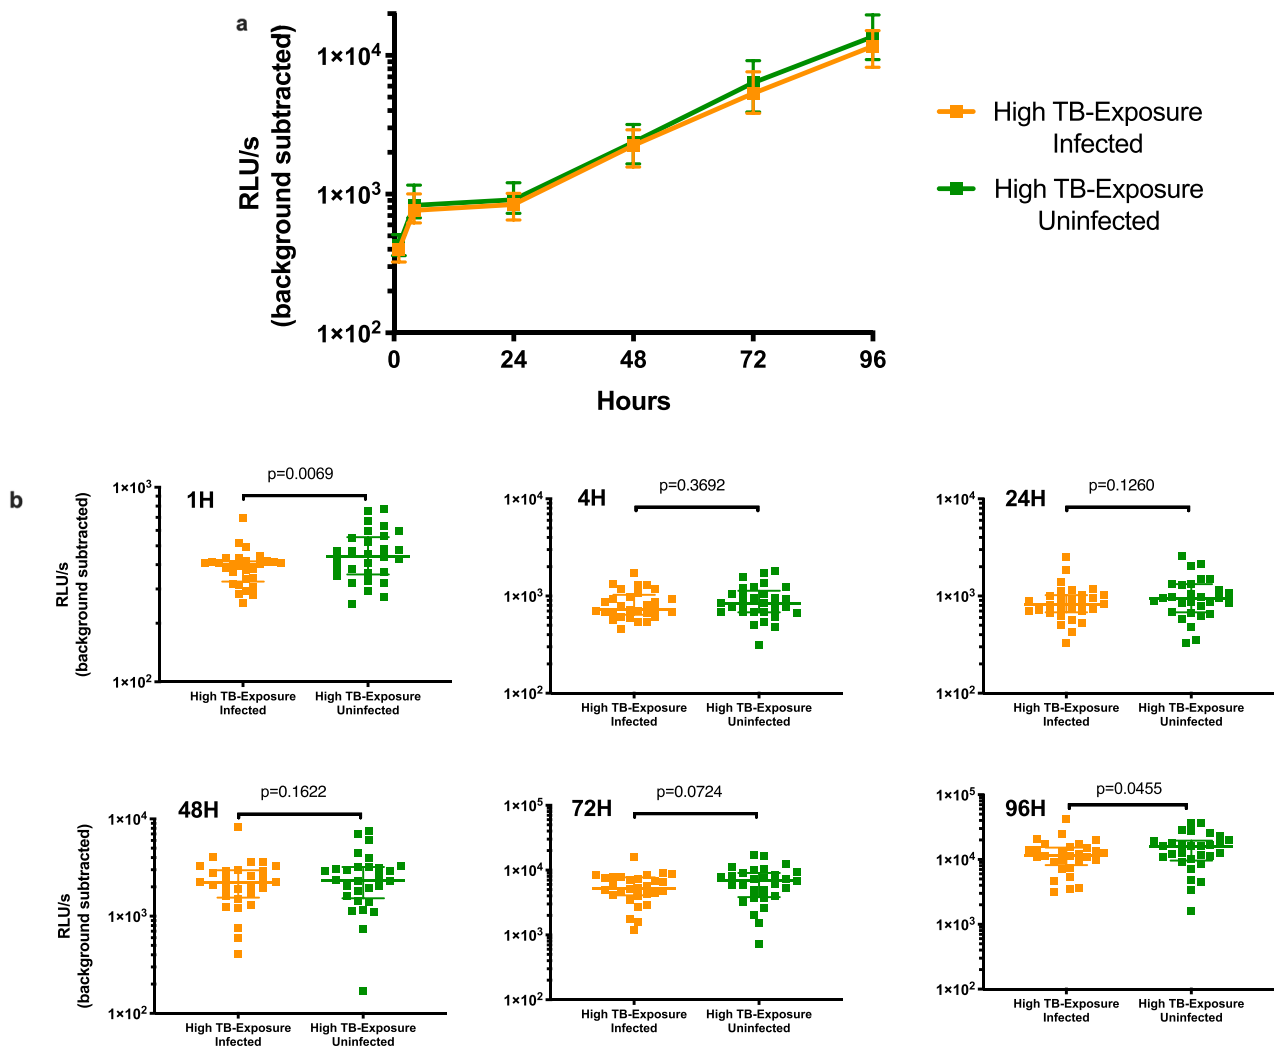 a
RLU/s
(background subtracted)
1×10⁴
1×10³
1×10²
0 24 48 72 96
Hours
High TB-Exposure
Infected
High TB-Exposure
Uninfected
b
RLU/s
(background subtracted)
1H
p=0.0069
1×10³
1×10²
High TB-Exposure
Infected
High TB-Exposure
Uninfected
4H
p=0.3692
1×10⁴
1×10³
1×10²
High TB-Exposure
Infected
High TB-Exposure
Uninfected
24H
p=0.1260
1×10⁴
1×10³
1×10²
High TB-Exposure
Infected
High TB-Exposure
Uninfected
RLU/s
(background subtracted)
48H
p=0.1622
1×10⁴
1×10³
1×10²
High TB-Exposure
Infected
High TB-Exposure
Uninfected
72H
p=0.0724
1×10⁵
1×10⁴
1×10³
1×10²
High TB-Exposure
Infected
High TB-Exposure
Uninfected
96H
p=0.0455
1×10⁵
1×10⁴
1×10³
1×10²
High TB-Exposure
Infected
High TB-Exposure
Uninfected